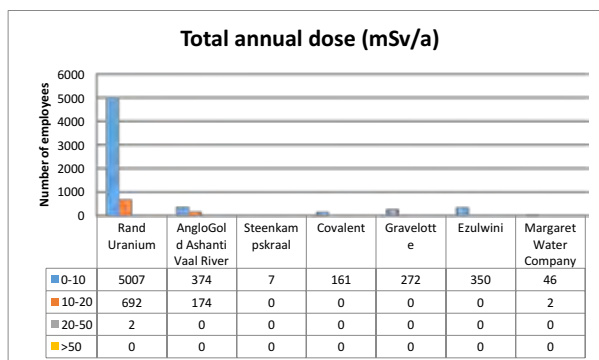 Total annual dose (mSv/a)
Number of employees
6000
5000
4000
3000
2000
1000
0
Rand
Uranium
AngloGol
d Ashanti
Vaal River
Steenkam
pskraal
Covalent
Gravelott
e
Ezulwini
Margaret
Water
Company
0-10 5007 374 7 161 272 350 46
10-20 692 174 0 0 0 0 2
20-50 2 0 0 0 0 0 0
>50 0 0 0 0 0 0 0